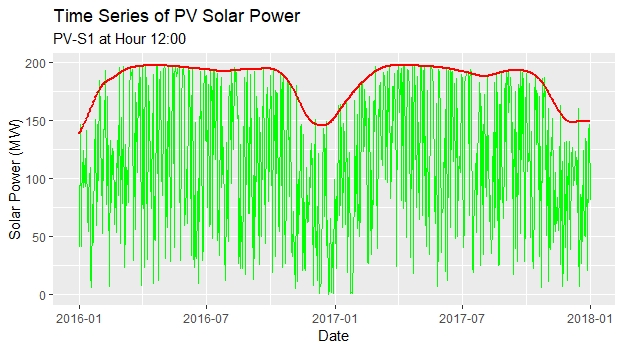 Time Series of PV Solar Power
PV-S1 at Hour 12:00
Solar Power (MW)
200
150
100
50
0
2016-01
2016-07
2017-01
2017-07
2018-01
Date